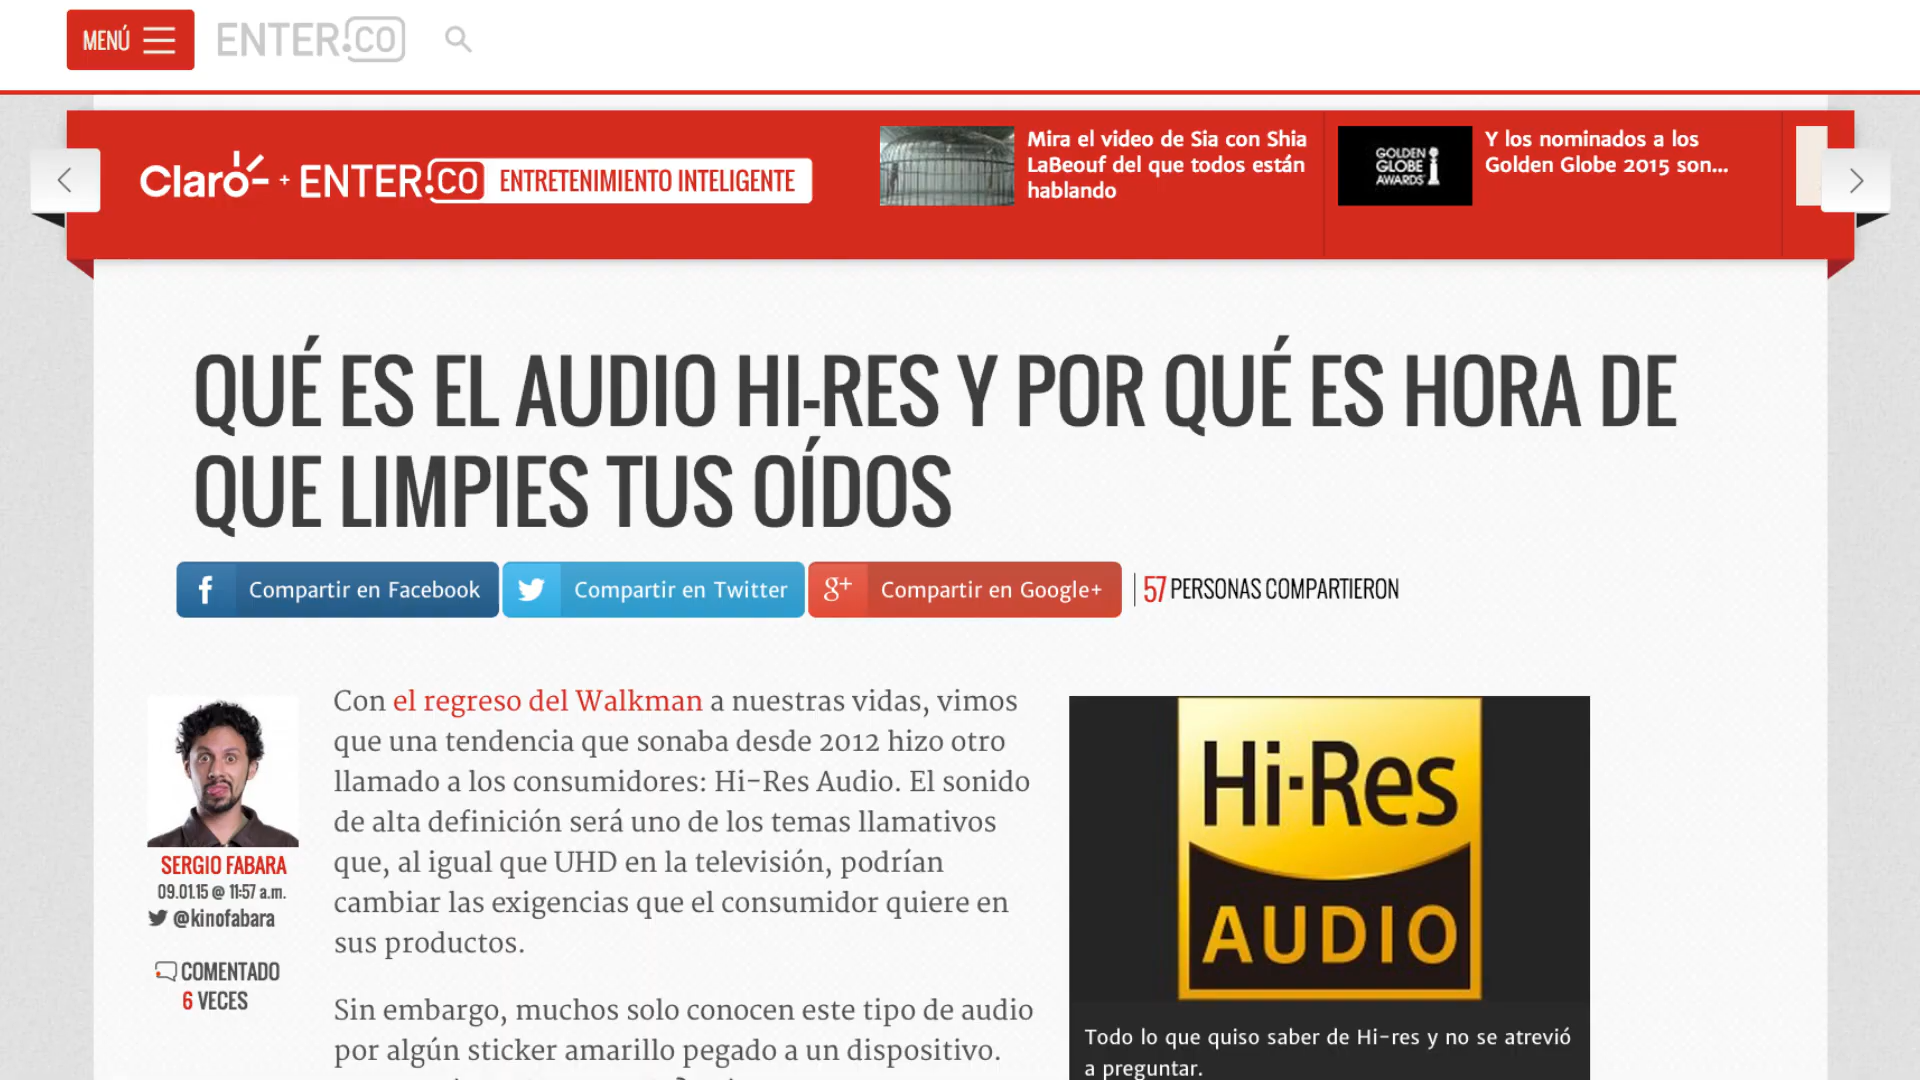 MENÚ
ENTER.CO
Claro + ENTER.CO ENTRETENIMIENTO INTELIGENTE
Mira el video de Sia con Shia
LaBeouf del que todos están
hablando
GOLDEN
GLOBE
AWARDS
Y los nominados a los
Golden Globe 2015 son...
QUÉ ES EL AUDIO HI-RES Y POR QUÉ ES HORA DE
QUE LIMPIES TUS OÍDOS
Compartir en Facebook
Compartir en Twitter
g+ Compartir en Google+
57 PERSONAS COMPARTIERON
SERGIO FABARA
09.01.15 @ 11:57 a.m.
@kinofabara
COMENTADO
6 VECES
Con el regreso del Walkman a nuestras vidas, vimos
que una tendencia que sonaba desde 2012 hizo otro
llamado a los consumidores: Hi-Res Audio. El sonido
de alta definición será uno de los temas llamativos
que, al igual que UHD en la televisión, podrían
cambiar las exigencias que el consumidor quiere en
sus productos.
Sin embargo, muchos solo conocen este tipo de audio
por algún sticker amarillo pegado a un dispositivo.
Hi-Res
AUDIO
Todo lo que quiso saber de Hi-res y no se atrevió
a preguntar.